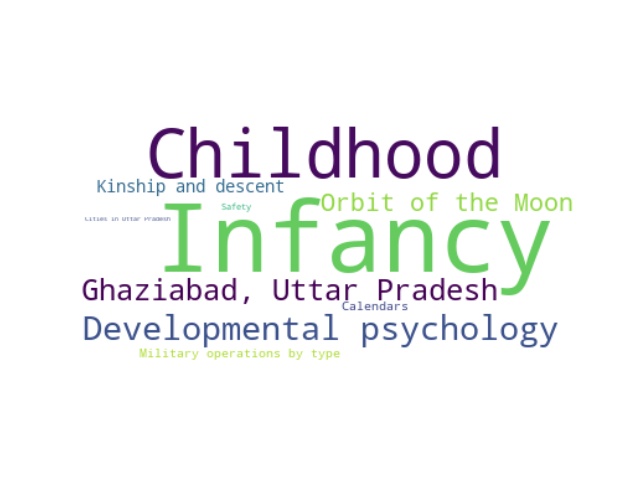 Childhood
Kinship and descent
Orbit of the Moon
Safety
Cities in Uttar Pradesh
Infancy
Ghaziabad, Uttar Pradesh
Calendars
Developmental psychology
Military operations by type